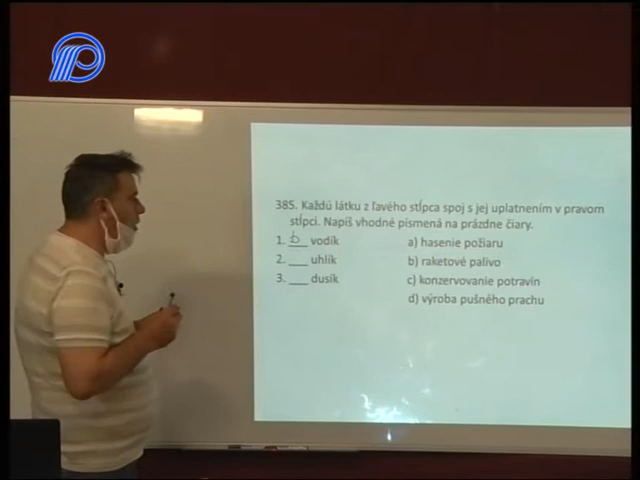 385. Každú látku z ľavého stĺpca spoj s jej uplatnením v pravom
stĺpci. Napíš vhodné písmená na prázdne čiary.
1. b vodík a) hasenie požiaru
2. ___ uhlík b) raketové palivo
3. ___ dusík c) konzervovanie potravín
d) výroba pušného prachu